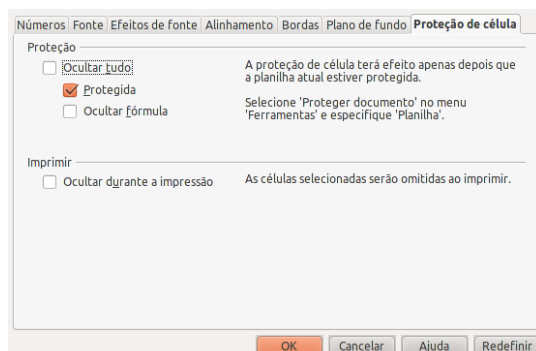 Números Fonte Efeitos de fonte Alinhamento Bordas Plano de fundo Proteção de célula
Proteção
Ocultar tudo
Protegida
Ocultar fórmula
A proteção de célula terá efeito apenas depois que
a planilha atual estiver protegida.
Selecione 'Proteger documento' no menu
'Ferramentas' e especifique 'Planilha'.
Imprimir
Ocultar durante a impressão
As células selecionadas serão omitidas ao imprimir.
OK Cancelar Ajuda Redefinir